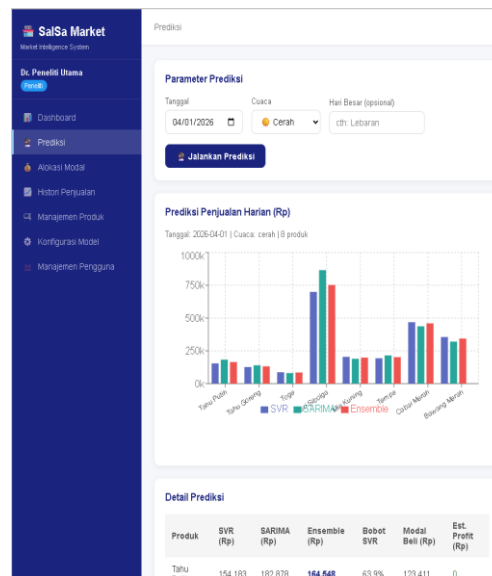 SalSa Market
Market Intelligence System
Dr. Peneliti Utama
Peneliti
Dashboard
Prediksi
Alokasi Modal
Histori Penjualan
Manajemen Produk
Konfigurasi Model
Manajemen Pengguna
Prediksi
Parameter Prediksi
Tanggal Cuaca Hari Besar (opsional)
04/01/2026 Cerah cth: Lebaran
Jalankan Prediksi
Prediksi Penjualan Harian (Rp)
Tanggal: 2026-04-01 | Cuaca: cerah | 8 produk
1000k
750k
500k
250k
0k
Tahu Putih Tahu Goreng Toge Kuning Tempe Cabai Merah Bawang Merah
SVR SARIMA Ensemble
Detail Prediksi
Produk SVR (Rp) SARIMA (Rp) Ensemble (Rp) Bobot SVR Modal Beli (Rp) Est. Profit (Rp)
Tahu 154.183 182.878 164.548 63.9% 123.411 0